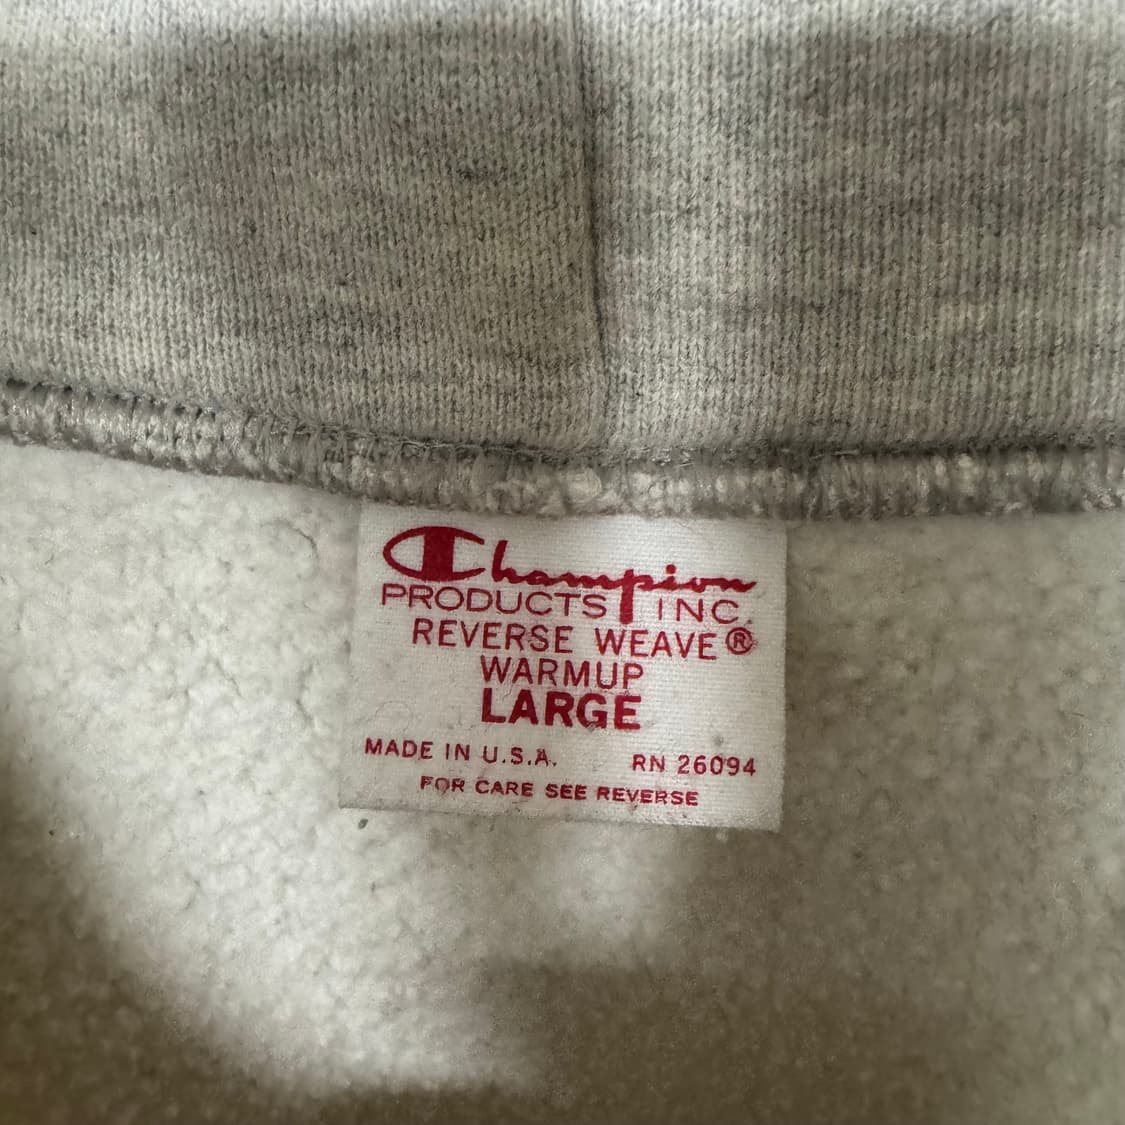 Champion
PRODUCTS INC.
REVERSE WEAVE®
WARMUP
LARGE
MADE IN U.S.A. RN 26094
FOR CARE SEE REVERSE